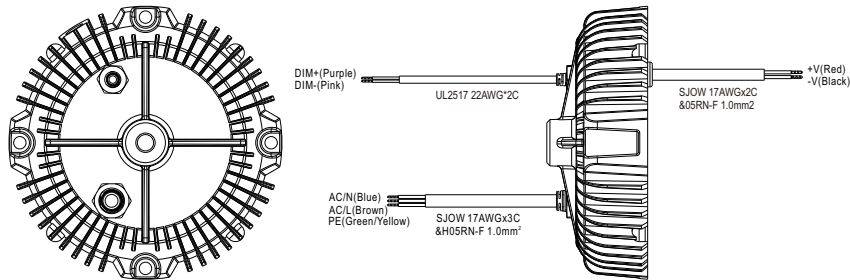 DIM+(Purple)
DIM-(Pink)
UL2517 22AWG*2C
+V(Red)
-V(Black)
SJOW 17AWGx2C
&05RN-F 1.0mm2
AC/N(Blue)
AC/L(Brown)
PE(Green/Yellow)
SJOW 17AWGx3C
&H05RN-F 1.0mm²